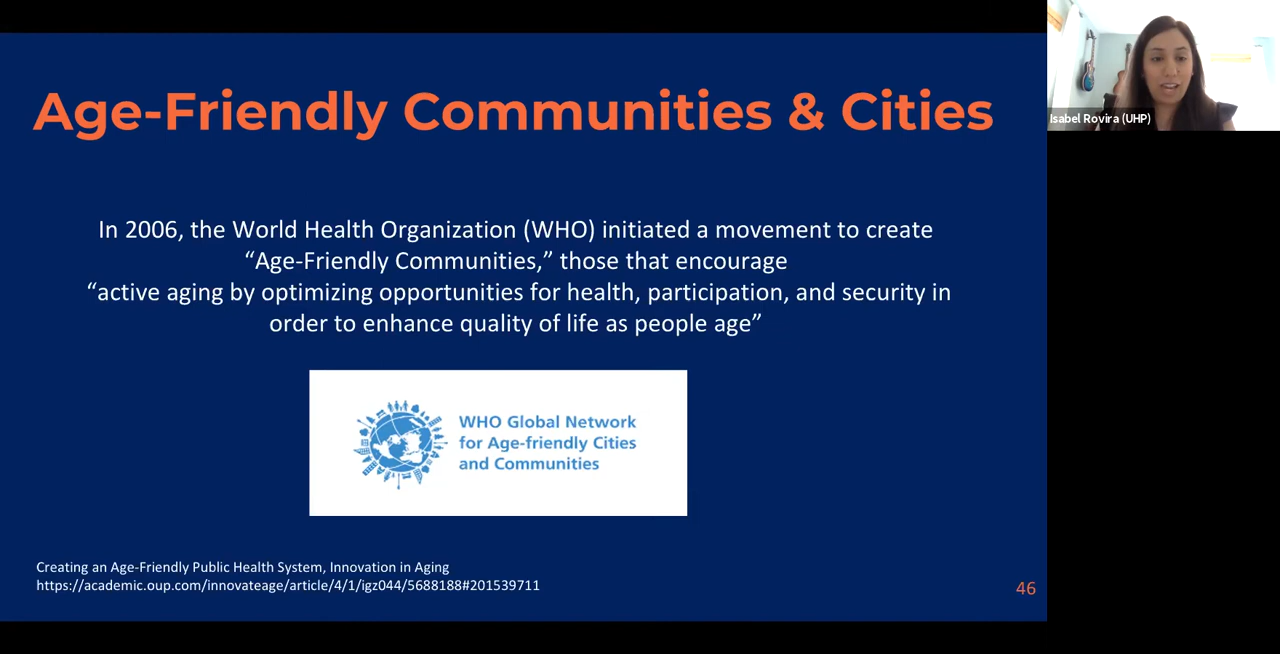 Age-Friendly Communities & Cities
Isabel Rovira (UHP)
In 2006, the World Health Organization (WHO) initiated a movement to create
“Age-Friendly Communities,” those that encourage
“active aging by optimizing opportunities for health, participation, and security in
order to enhance quality of life as people age”
WHO Global Network
for Age-friendly Cities
and Communities
Creating an Age-Friendly Public Health System, Innovation in Aging
https://academic.oup.com/innovateage/article/4/1/igz044/5688188#201539711
46